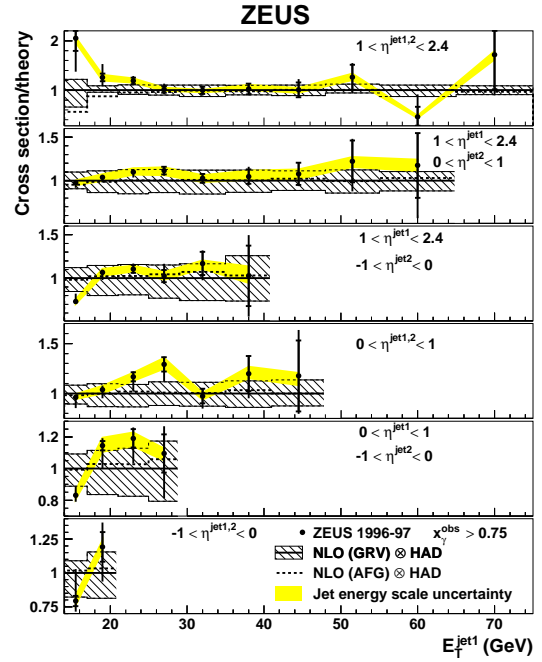 ZEUS
Cross section/theory
2
1
1 < η^jet1,2 < 2.4
1.5
1
1 < η^jet1 < 2.4
0 < η^jet2 < 1
1.5
1
1 < η^jet1 < 2.4
-1 < η^jet2 < 0
1.5
1
0 < η^jet1,2 < 1
1.2
1
0.8
0 < η^jet1 < 1
-1 < η^jet2 < 0
1.25
1
0.75
-1 < η^jet1,2 < 0
ZEUS 1996-97 x_γ^obs > 0.75
NLO (GRV) ⊗ HAD
NLO (AFG) ⊗ HAD
Jet energy scale uncertainty
20 30 40 50 60 70
E_T^jet1 (GeV)